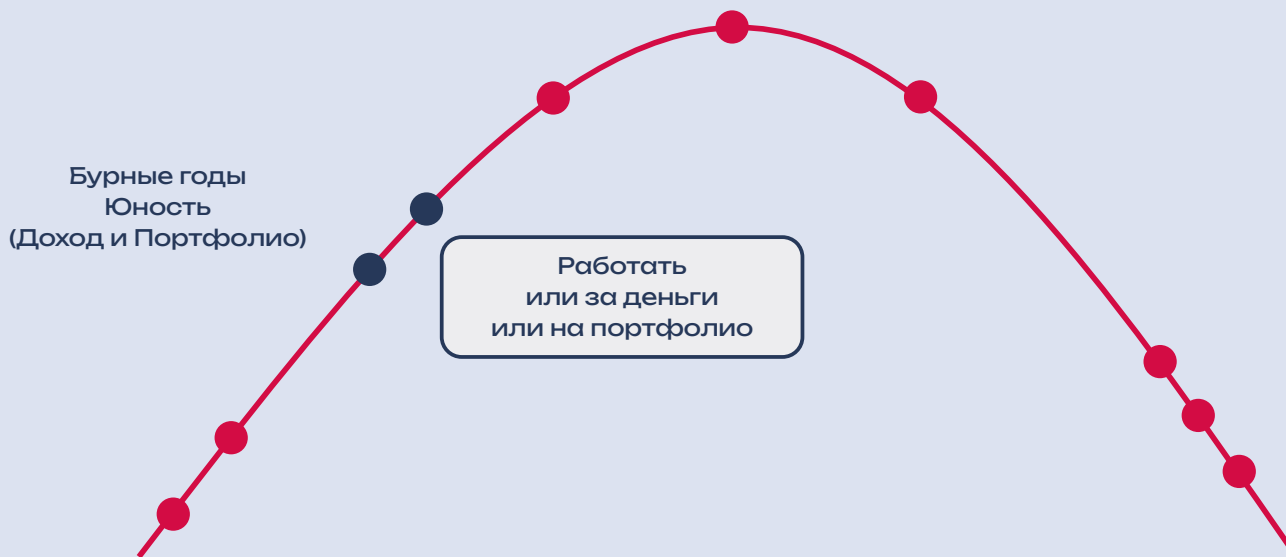 Бурные годы
Юность
(Доход и Портфолио)
Работать
или за деньги
или на портфолио